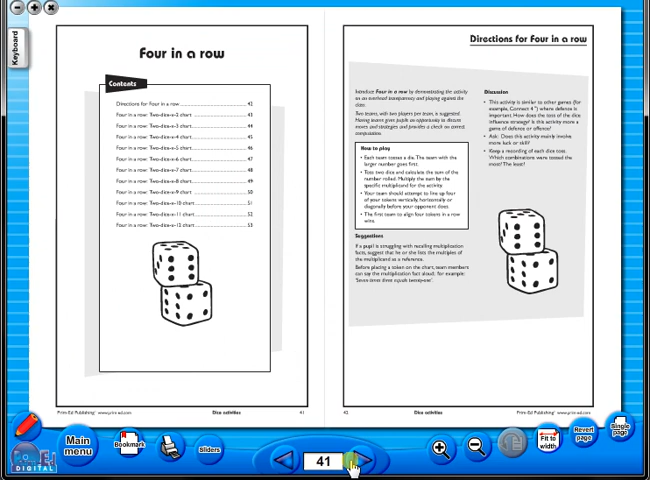 Keyboard
Four in a row
Contents
Directions for Four in a row 42
Four in a row: Two-dice-x-2 chart 43
Four in a row: Two-dice-x-3 chart 44
Four in a row: Two-dice-x-4 chart 45
Four in a row: Two-dice-x-5 chart 46
Four in a row: Two-dice-x-6 chart 47
Four in a row: Two-dice-x-7 chart 48
Four in a row: Two-dice-x-8 chart 49
Four in a row: Two-dice-x-9 chart 50
Four in a row: Two-dice-x-10 chart 51
Four in a row: Two-dice-x-11 chart 52
Four in a row: Two-dice-x-12 chart 53
Prim-Ed Publishing www.prim-ed.com Dice activities 41
Directions for Four in a row
Introduce Four in a row by demonstrating the activity
on an overhead transparency and playing against the
class.
Two teams, with two players per team, is suggested.
Having teams gives pupils an opportunity to discuss
moves and strategies and provides a check on correct
computation.
How to play
• Each team tosses a die. The team with the
larger number goes first.
• Toss two dice and calculate the sum of the
number rolled. Multiply the sum by the
specific multiplicand for the activity.
• Your team should attempt to line up four
of your tokens vertically, horizontally or
diagonally before your opponent does.
• The first team to align four tokens in a row
wins.
Suggestions
If a pupil is struggling with recalling multiplication
facts, suggest that he or she lists the multiples of
the multiplicand as a reference.
Before placing a token on the chart, team members
can say the multiplication fact aloud; for example:
'Seven times three equals twenty-one'.
Discussion
• This activity is similar to other games (for
example, Connect 4™) where defence is
important. How does the toss of the dice
influence strategy? Is this activity more a
game of defence or offence?
• Ask: Does this activity mainly involve
more luck or skill?
• Keep a recording of each dice toss.
Which combinations were tossed the
most? The least?
42 Dice activities Prim-Ed Publishing www.prim-ed.com
DIGITAL
Main
menu
Bookmark
Sliders
41
Fit to
width
Revert
page
Single
page